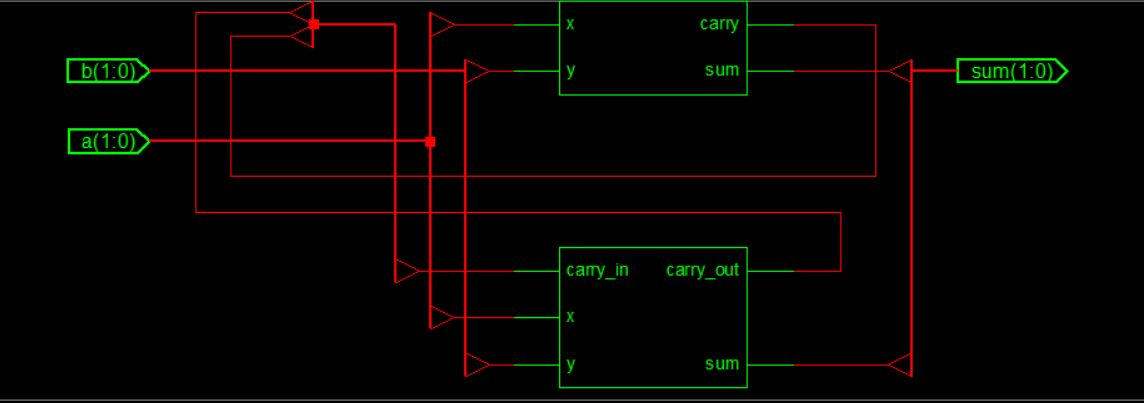 x carry
b(1:0) y sum sum(1:0)
a(1:0)
carry_in carry_out
x
y sum